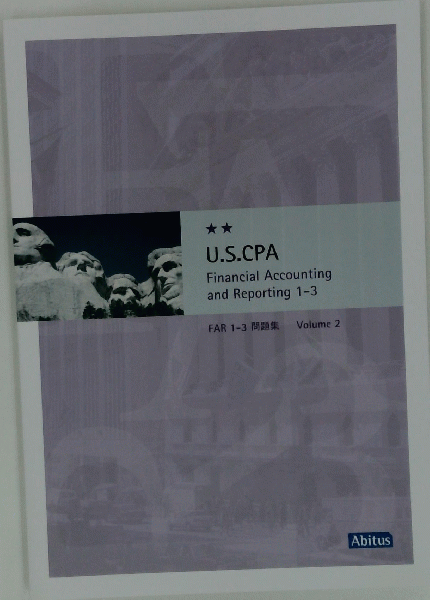 ★★
U.S.CPA
Financial Accounting
and Reporting 1-3
FAR 1-3 問題集 Volume 2
Abitus